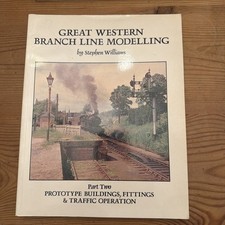 GREAT WESTERN
BRANCH LINE MODELLING
by Stephen Williams
Part Two
PROTOTYPE BUILDINGS, FITTINGS
& TRAFFIC OPERATION